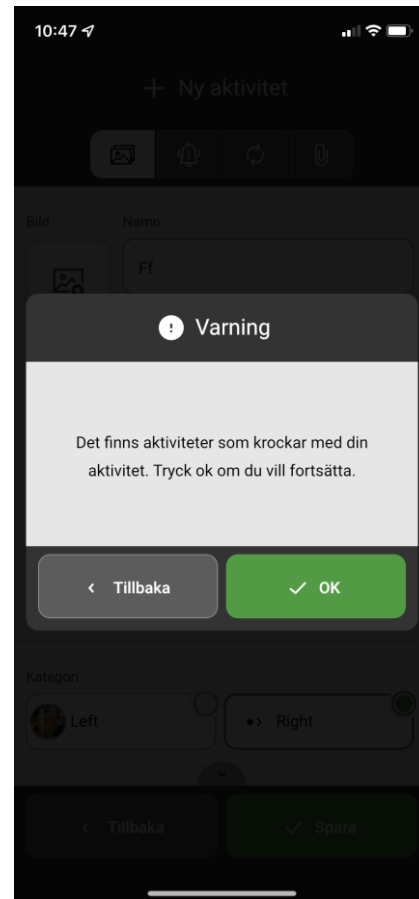 10:47
+ Ny aktivitet
Bild Namn
Ff
Varning
Det finns aktiviteter som krockar med din
aktivitet. Tryck ok om du vill fortsätta.
Tillbaka OK
Kategori
Left Right
Tillbaka Spara